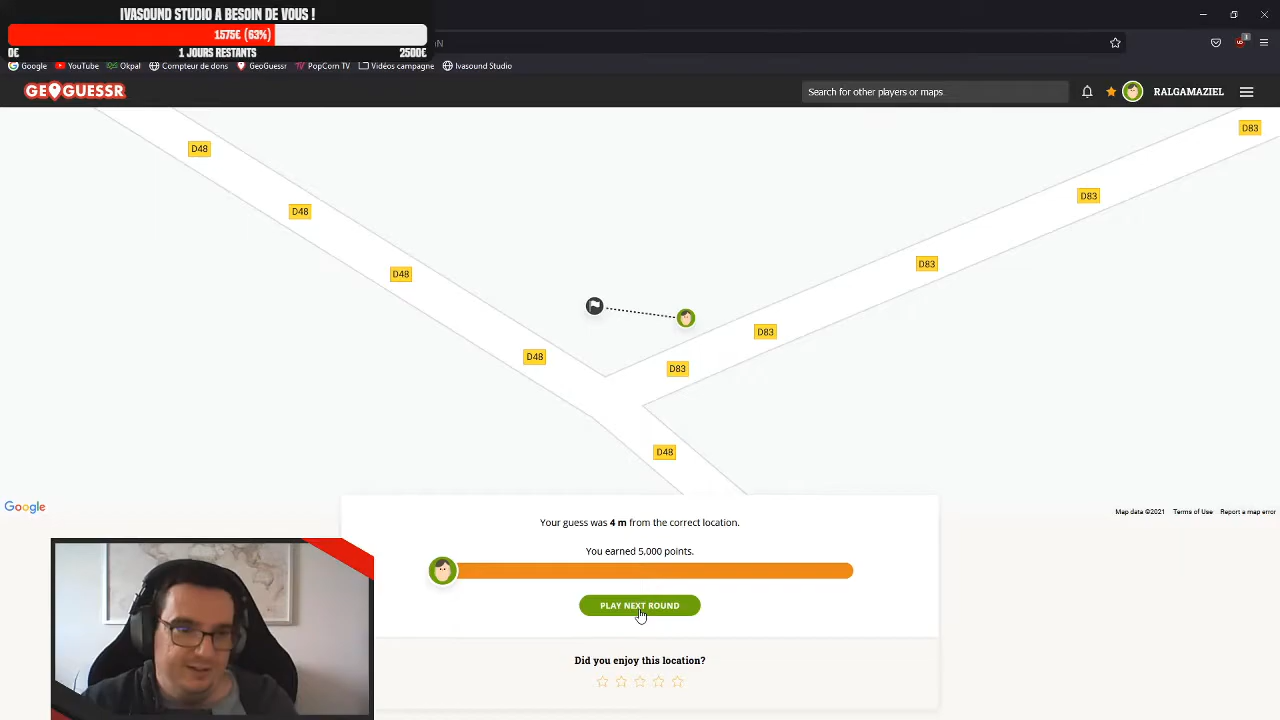 IVASOUND STUDIO A BESOIN DE VOUS !
1575€ (63%)
0€ 1 JOURS RESTANTS 2500€
Google YouTube Okpal Compteur de dons GeoGuessr PopCorn TV Vidéos campagne Ivasound Studio
GEOGUESSR Search for other players or maps RALGAMAZIEL
D83
D48
D83
D48
D83
D48
D83
D48
D83
D48
Google
Map data ©2021 Terms of Use Report a map error
Your guess was 4 m from the correct location.
You earned 5,000 points.
PLAY NEXT ROUND
Did you enjoy this location?